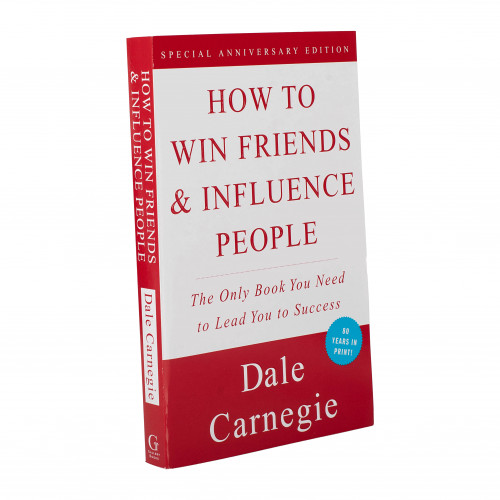 SPECIAL ANNIVERSARY EDITION
HOW TO
WIN FRIENDS
& INFLUENCE
PEOPLE
The Only Book You Need
to Lead You to Success
80
YEARS IN
PRINT!
Dale
Carnegie
HOW TO WIN FRIENDS
& INFLUENCE PEOPLE
Dale Carnegie
G